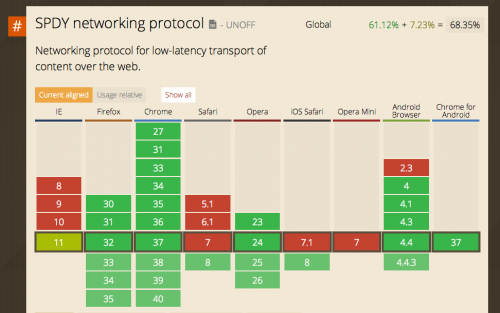 # SPDY networking protocol - UNOFF Global 61.12% + 7.23% = 68.35%
Networking protocol for low-latency transport of
content over the web.
Current aligned Usage relative Show all
IE Firefox Chrome Safari Opera iOS Safari Opera Mini Android Browser Chrome for Android
27
31
33 2.3
8 34 4
9 30 35 5.1 4.1
10 31 36 6.1 23 4.3
11 32 37 7 24 7.1 7 4.4 37
33 38 8 25 8 4.4.3
34 39 26
35 40